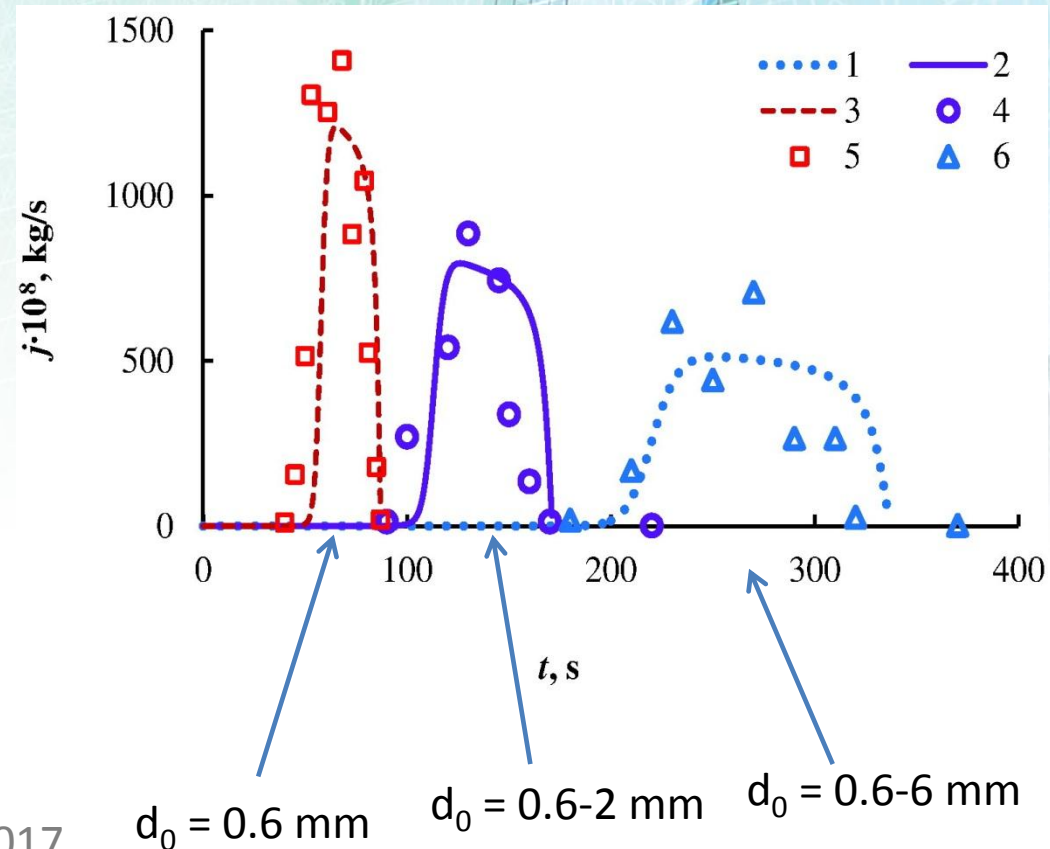 1500
1000
500
0
j·10⁸, kg/s
1 2
3 4
5 6
0 100 200 300 400
t, s
d₀ = 0.6 mm
d₀ = 0.6-2 mm
d₀ = 0.6-6 mm
017